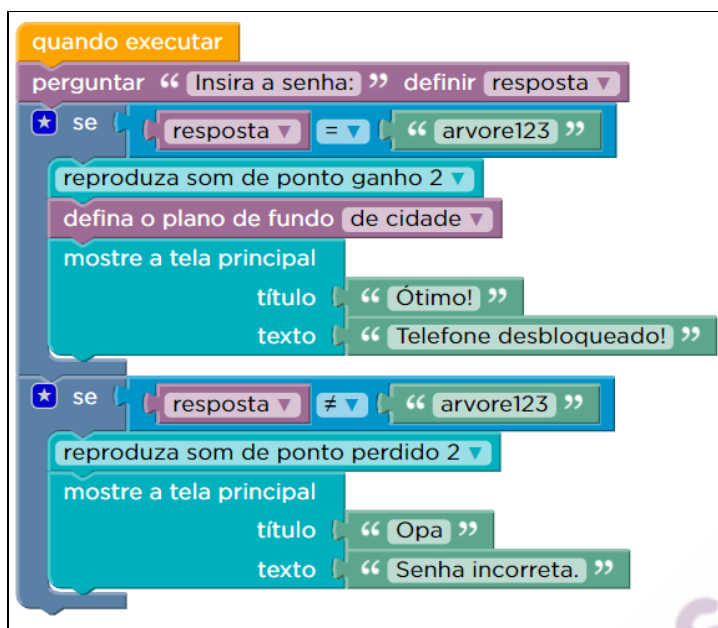 quando executar
perguntar “ Insira a senha: ” definir resposta ▼
se resposta ▼ = ▼ “ arvore123 ”
reproduza som de ponto ganho 2 ▼
defina o plano de fundo de cidade ▼
mostre a tela principal
título “ Ótimo! ”
texto “ Telefone desbloqueado! ”
se resposta ▼ ≠ ▼ “ arvore123 ”
reproduza som de ponto perdido 2 ▼
mostre a tela principal
título “ Opa ”
texto “ Senha incorreta. ”